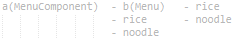 a(MenuComponent) - b(Menu) - rice
- rice - noodle
- noodle